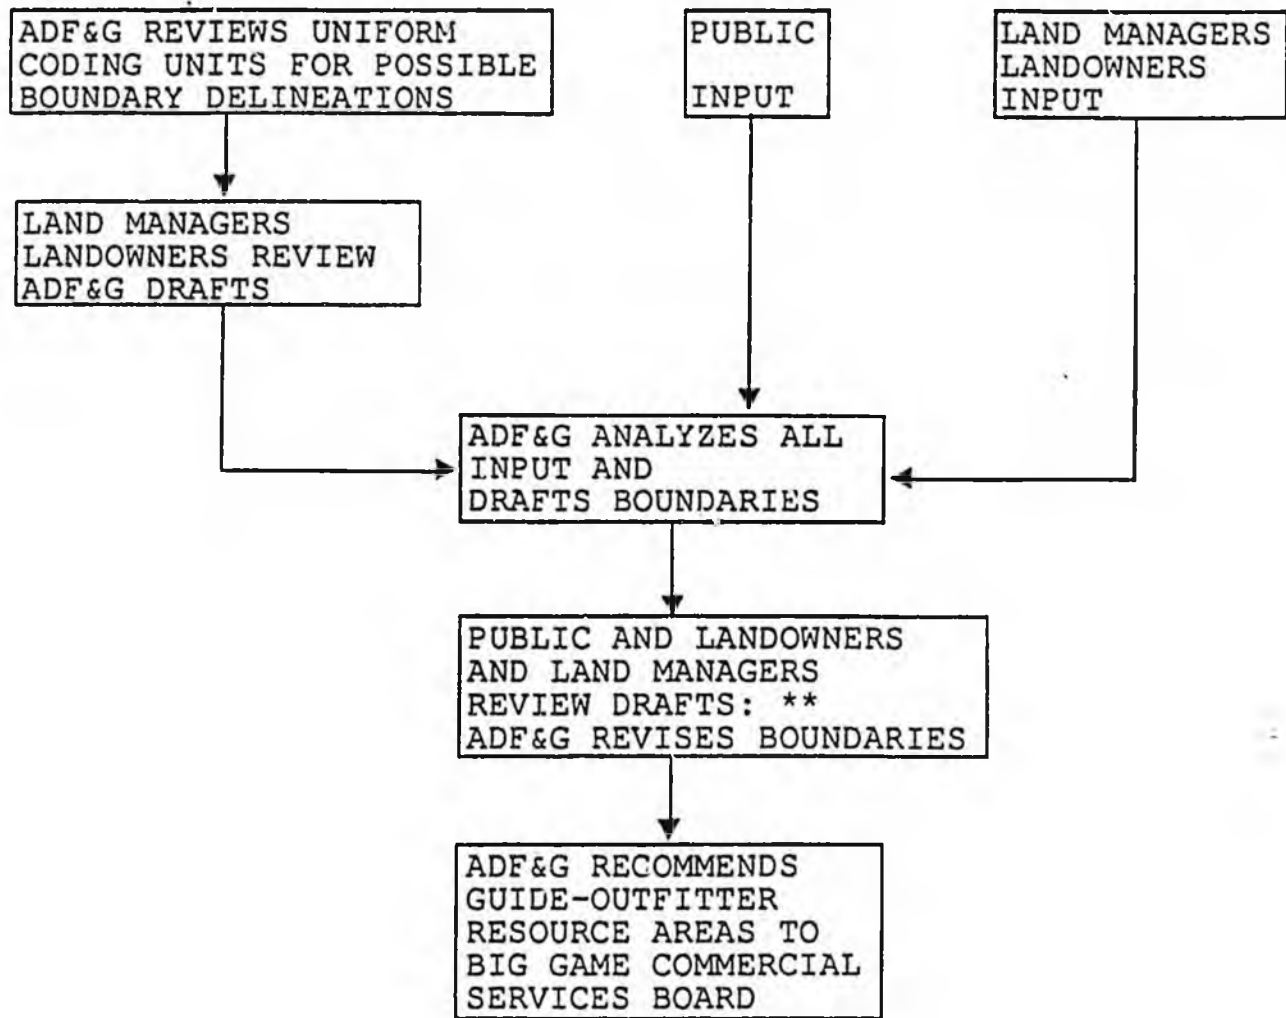 ADF&G REVIEWS UNIFORM
CODING UNITS FOR POSSIBLE
BOUNDARY DELINEATIONS
PUBLIC
INPUT
LAND MANAGERS
LANDOWNERS
INPUT
LAND MANAGERS
LANDOWNERS REVIEW
ADF&G DRAFTS
ADF&G ANALYZES ALL
INPUT AND
DRAFTS BOUNDARIES
PUBLIC AND LANDOWNERS
AND LAND MANAGERS
REVIEW DRAFTS: **
ADF&G REVISES BOUNDARIES
ADF&G RECOMMENDS
GUIDE-OUTFITTER
RESOURCE AREAS TO
BIG GAME COMMERCIAL
SERVICES BOARD